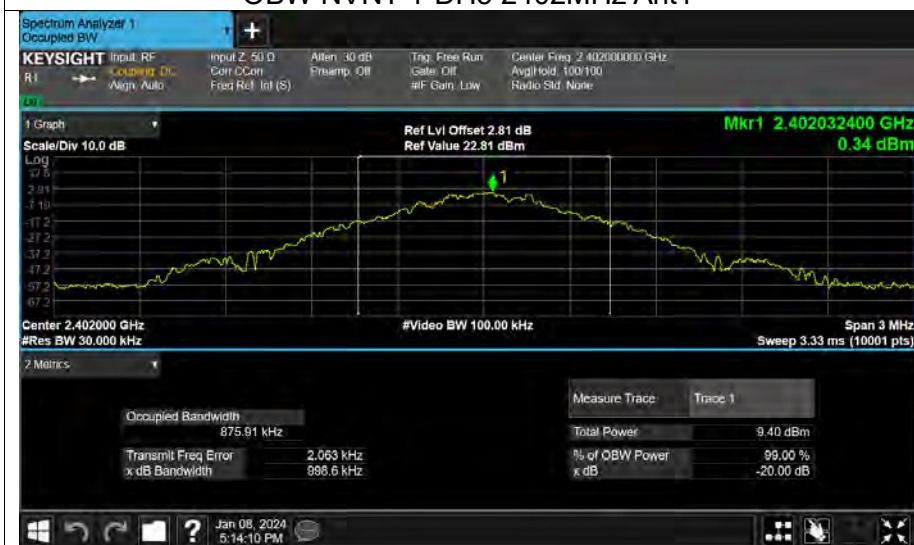 OBW NVNT 1-DH5 2402MHz Ant1
Spectrum Analyzer 1
Occupied BW
KEYSIGHT Input: RF Input Z: 50 Ω Atten: 30 dB Trig: Free Run Center Freq: 2.402000000 GHz
R L Coupling: DC Corr CCorr Preamp: Off Gate: Off Avg|Hold: 100/100
Align: Auto Freq Ref: Int (S) #IF Gain: Low Radio Std: None
1 Graph
Ref Lvl Offset 2.81 dB
Mkr1 2.402032400 GHz
Scale/Div 10.0 dB Ref Value 22.81 dBm 0.34 dBm
Log
1
2.81
-7.19
-17.2
-27.2
-37.2
-47.2
-57.2
-67.2
Center 2.402000 GHz #Video BW 100.00 kHz Span 3 MHz
#Res BW 30.000 kHz Sweep 3.33 ms (10001 pts)
2 Metrics
Measure Trace Trace 1
Occupied Bandwidth
875.91 kHz
Total Power 9.40 dBm
Transmit Freq Error 2.063 kHz % of OBW Power 99.00 %
x dB Bandwidth 998.6 kHz x dB -20.00 dB
? Jan 08, 2024
5:14:10 PM